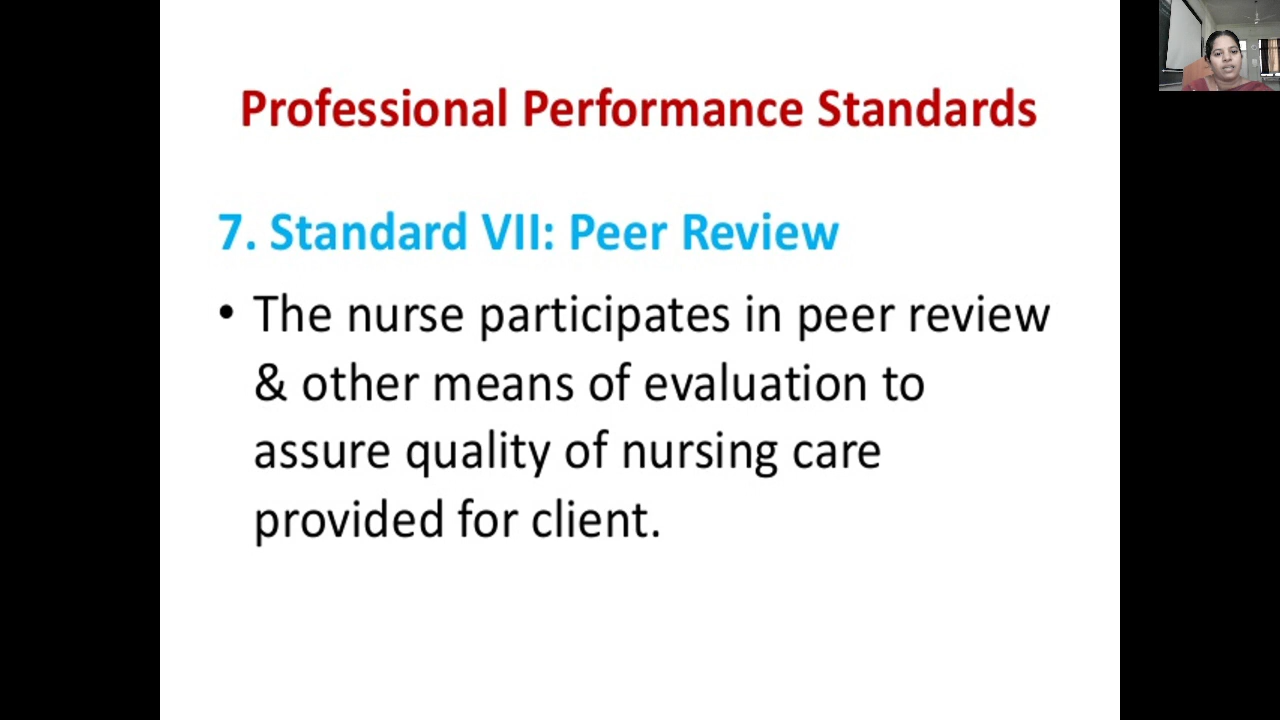 Professional Performance Standards
7. Standard VII: Peer Review
• The nurse participates in peer review
& other means of evaluation to
assure quality of nursing care
provided for client.